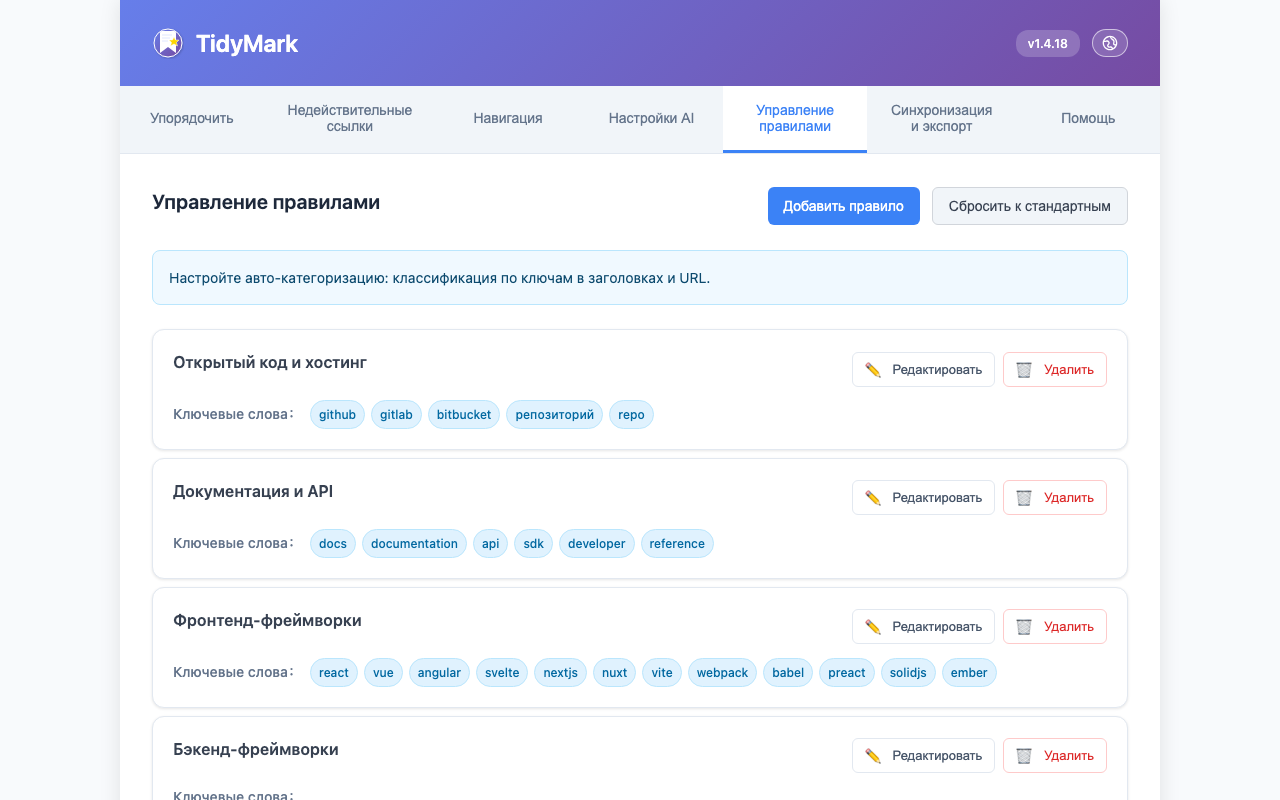 TidyMark
v1.4.18
Упорядочить
Недействительные
ссылки
Навигация
Настройки AI
Управление
правилами
Синхронизация
и экспорт
Помощь
Управление правилами
Добавить правило
Сбросить к стандартным
Настройте авто-категоризацию: классификация по ключам в заголовках и URL.
Открытый код и хостинг
Редактировать
Удалить
Ключевые слова: github gitlab bitbucket репозиторий repo
Документация и API
Редактировать
Удалить
Ключевые слова: docs documentation api sdk developer reference
Фронтенд-фреймворки
Редактировать
Удалить
Ключевые слова: react vue angular svelte nextjs nuxt vite webpack babel preact solidjs ember
Бэкенд-фреймворки
Редактировать
Удалить
Ключевые слова: